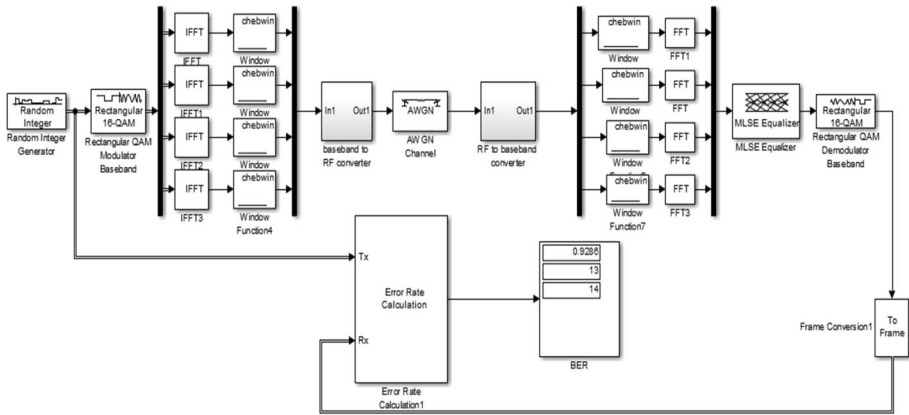 Random
Integer
Random Integer
Generator
Rectangular
16-QAM
Rectangular QAM
Modulator
Baseband
IFFT
IFFT
IFFT
IFFT1
IFFT
IFFT2
IFFT
IFFT3
chebwin
Window
chebwin
Window
chebwin
Window
chebwin
Window
Function4
In1 Out1
baseband to
RF converter
AWGN
AWGN
Channel
In1 Out1
RF to baseband
converter
chebwin
Window
chebwin
Window
chebwin
Window
chebwin
Window
Function7
FFT
FFT1
FFT
FFT
FFT
FFT2
FFT
FFT3
MLSE Equalizer
MLSE Equalizer
Rectangular
16-QAM
Rectangular QAM
Demodulator
Baseband
Tx
Error Rate
Calculation
Rx
Error Rate
Calculation1
0.9286
13
14
BER
Frame Conversion1
To
Frame